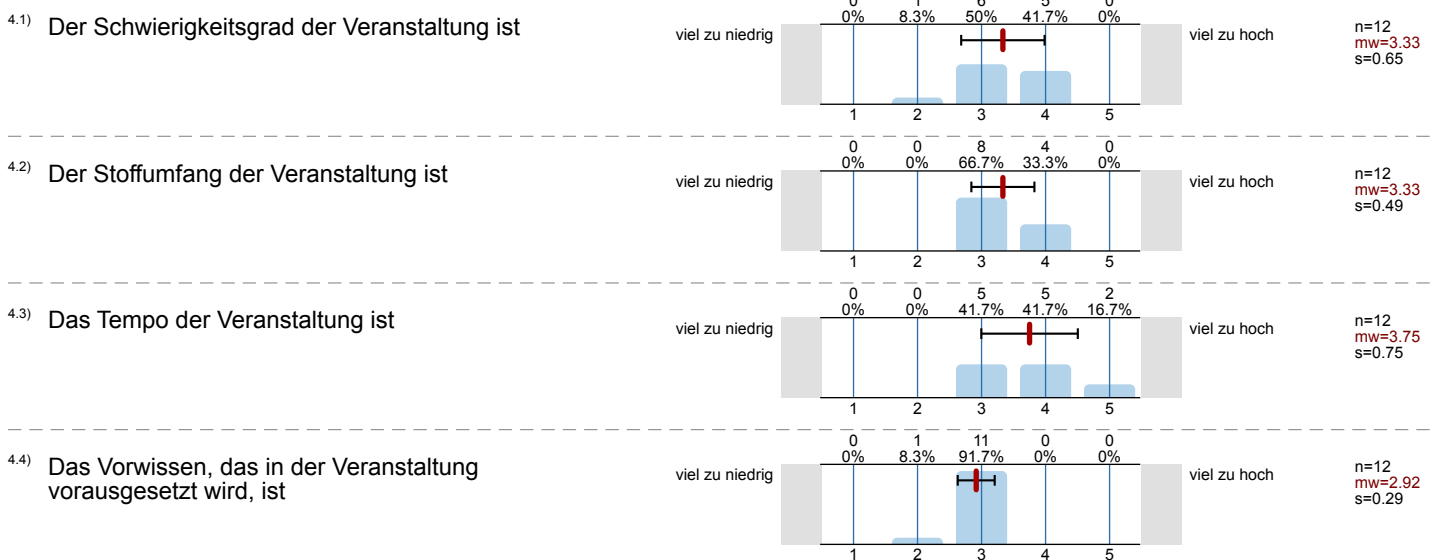 0 1 6 5 0
0% 8.3% 50% 41.7% 0%
4.1) Der Schwierigkeitsgrad der Veranstaltung ist
viel zu niedrig
viel zu hoch
n=12
mw=3.33
s=0.65
1 2 3 4 5
0 0 8 4 0
0% 0% 66.7% 33.3% 0%
4.2) Der Stoffumfang der Veranstaltung ist
viel zu niedrig
viel zu hoch
n=12
mw=3.33
s=0.49
1 2 3 4 5
0 0 5 5 2
0% 0% 41.7% 41.7% 16.7%
4.3) Das Tempo der Veranstaltung ist
viel zu niedrig
viel zu hoch
n=12
mw=3.75
s=0.75
1 2 3 4 5
0 1 11 0 0
0% 8.3% 91.7% 0% 0%
4.4) Das Vorwissen, das in der Veranstaltung
vorausgesetzt wird, ist
viel zu niedrig
viel zu hoch
n=12
mw=2.92
s=0.29
1 2 3 4 5